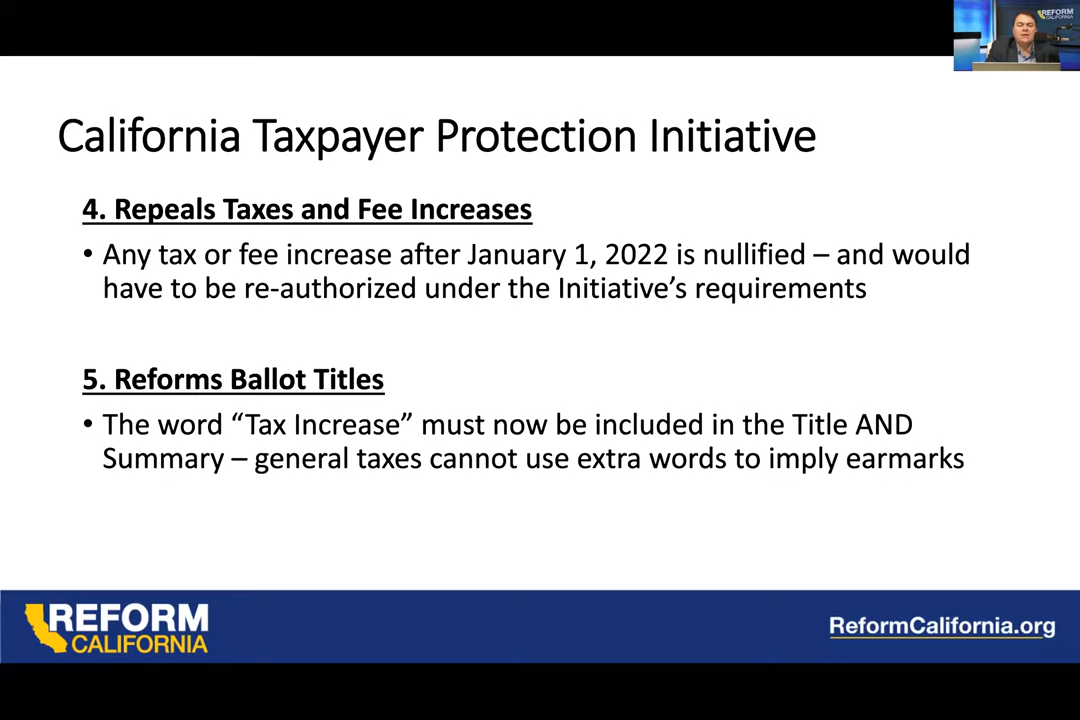 REFORM
CALIFORNIA
California Taxpayer Protection Initiative
4. Repeals Taxes and Fee Increases
• Any tax or fee increase after January 1, 2022 is nullified – and would
have to be re-authorized under the Initiative’s requirements
5. Reforms Ballot Titles
• The word “Tax Increase” must now be included in the Title AND
Summary – general taxes cannot use extra words to imply earmarks
REFORM
CALIFORNIA
ReformCalifornia.org